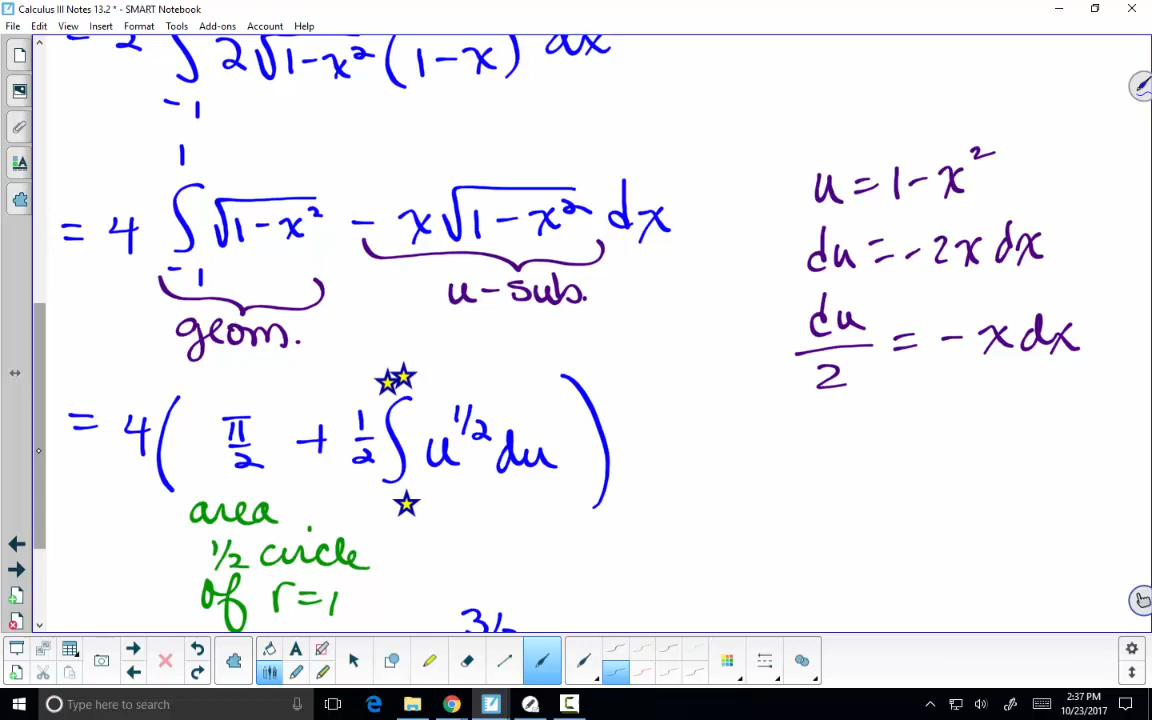 Calculus III Notes 13.2 * - SMART Notebook
File Edit View Insert Format Tools Add-ons Account Help
= 2 ∫_{-1} 2√(1-x²) (1-x) dx
= 4 ∫_{-1}^{1} √(1-x²) - x√(1-x²) dx
geom. u-sub.
u = 1-x²
du = -2x dx
du/2 = -x dx
= 4( π/2 + 1/2 ∫ u^{1/2} du )
area
1/2 circle
of r=1
3/
Type here to search
2:37 PM
10/23/2017